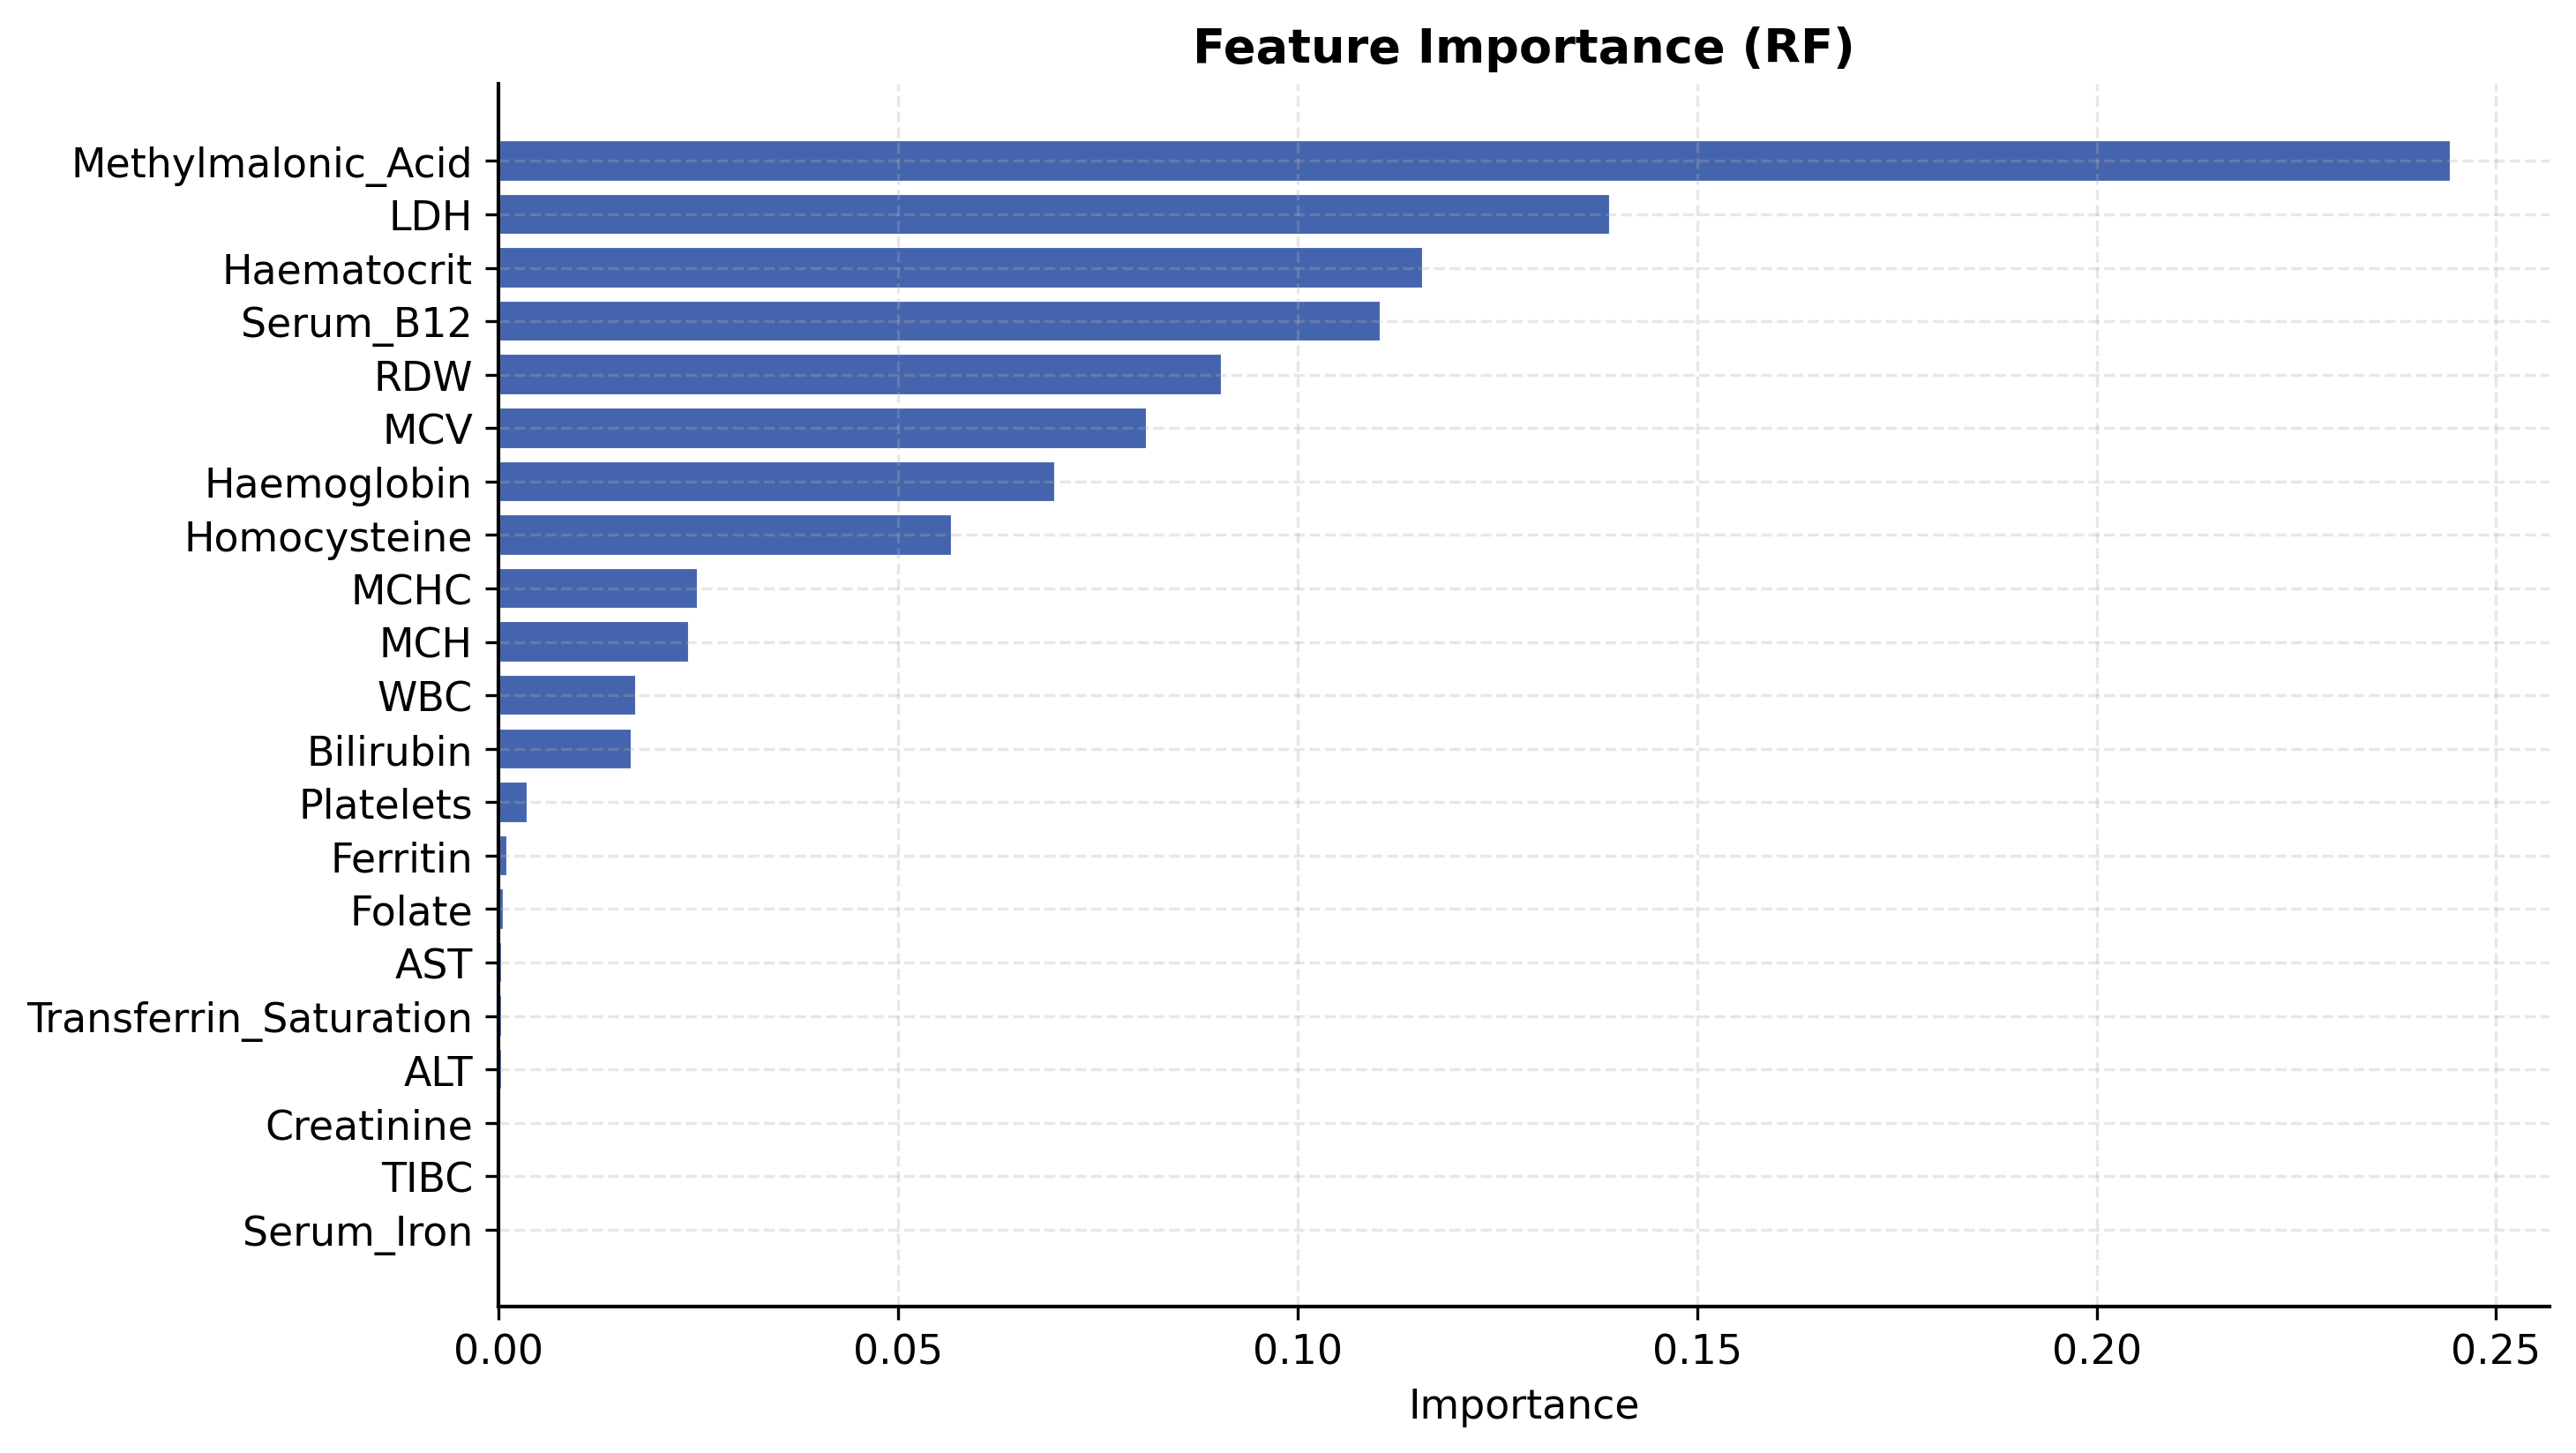 Feature Importance (RF)
Methylmalonic_Acid
LDH
Haematocrit
Serum_B12
RDW
MCV
Haemoglobin
Homocysteine
MCHC
MCH
WBC
Bilirubin
Platelets
Ferritin
Folate
AST
Transferrin_Saturation
ALT
Creatinine
TIBC
Serum_Iron
0.00 0.05 0.10 0.15 0.20 0.25
Importance